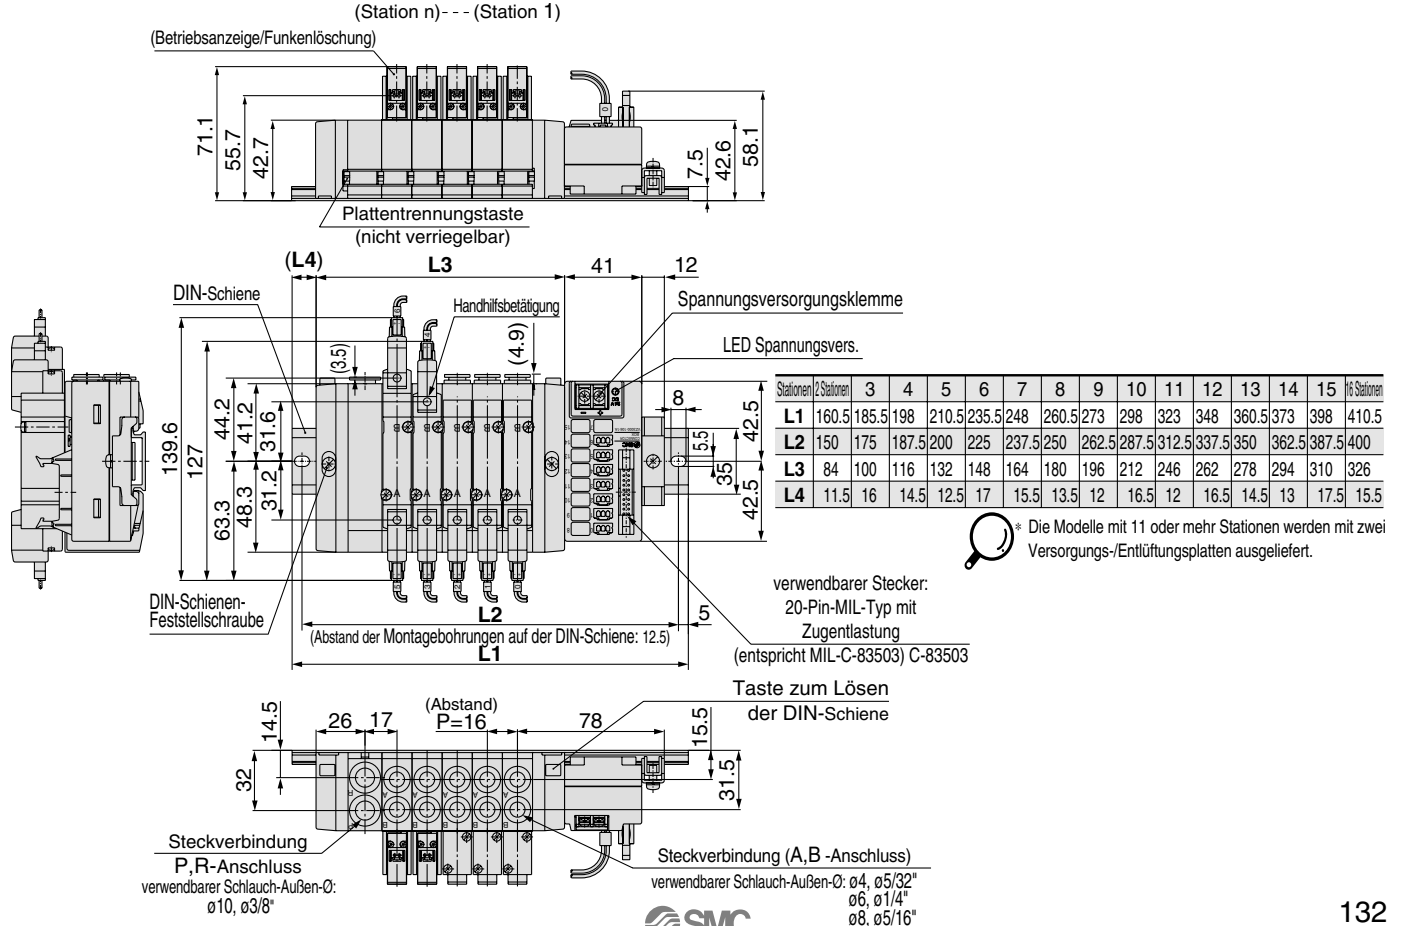 (Station n)- - - (Station 1)
(Betriebsanzeige/Funkenlöschung)
71.1
55.7
42.7
7.5
42.6
58.1
Plattentrennungstaste
(nicht verriegelbar)
(L4)
L3
41
12
DIN-Schiene
Handhilfsbetätigung
Spannungsversorgungsklemme
LED Spannungsvers.
(3.5)
(4.9)
139.6
127
44.2
41.2
31.6
63.3
48.3
31.2
8
5.5
35
42.5
42.5
Stationen 2 Stationen 3 4 5 6 7 8 9 10 11 12 13 14 15 16 Stationen
L1 160.5 185.5 198 210.5 235.5 248 260.5 273 298 323 348 360.5 373 398 410.5
L2 150 175 187.5 200 225 237.5 250 262.5 287.5 312.5 337.5 350 362.5 387.5 400
L3 84 100 116 132 148 164 180 196 212 246 262 278 294 310 326
L4 11.5 16 14.5 12.5 17 15.5 13.5 12 16.5 12 16.5 14.5 13 17.5 15.5
* Die Modelle mit 11 oder mehr Stationen werden mit zwei
Versorgungs-/Entlüftungsplatten ausgeliefert.
DIN-Schienen-
Feststellschraube
L2
5
(Abstand der Montagebohrungen auf der DIN-Schiene: 12.5)
L1
verwendbarer Stecker:
20-Pin-MIL-Typ mit
Zugentlastung
(entspricht MIL-C-83503) C-83503
Taste zum Lösen
der DIN-Schiene
14.5
26
17
(Abstand)
P=16
78
15.5
32
31.5
Steckverbindung
P,R-Anschluss
verwendbarer Schlauch-Außen-Ø:
ø10, ø3/8"
Steckverbindung (A,B -Anschluss)
verwendbarer Schlauch-Außen-Ø: ø4, ø5/32"
ø6, ø1/4"
ø8, ø5/16"
SMC
132